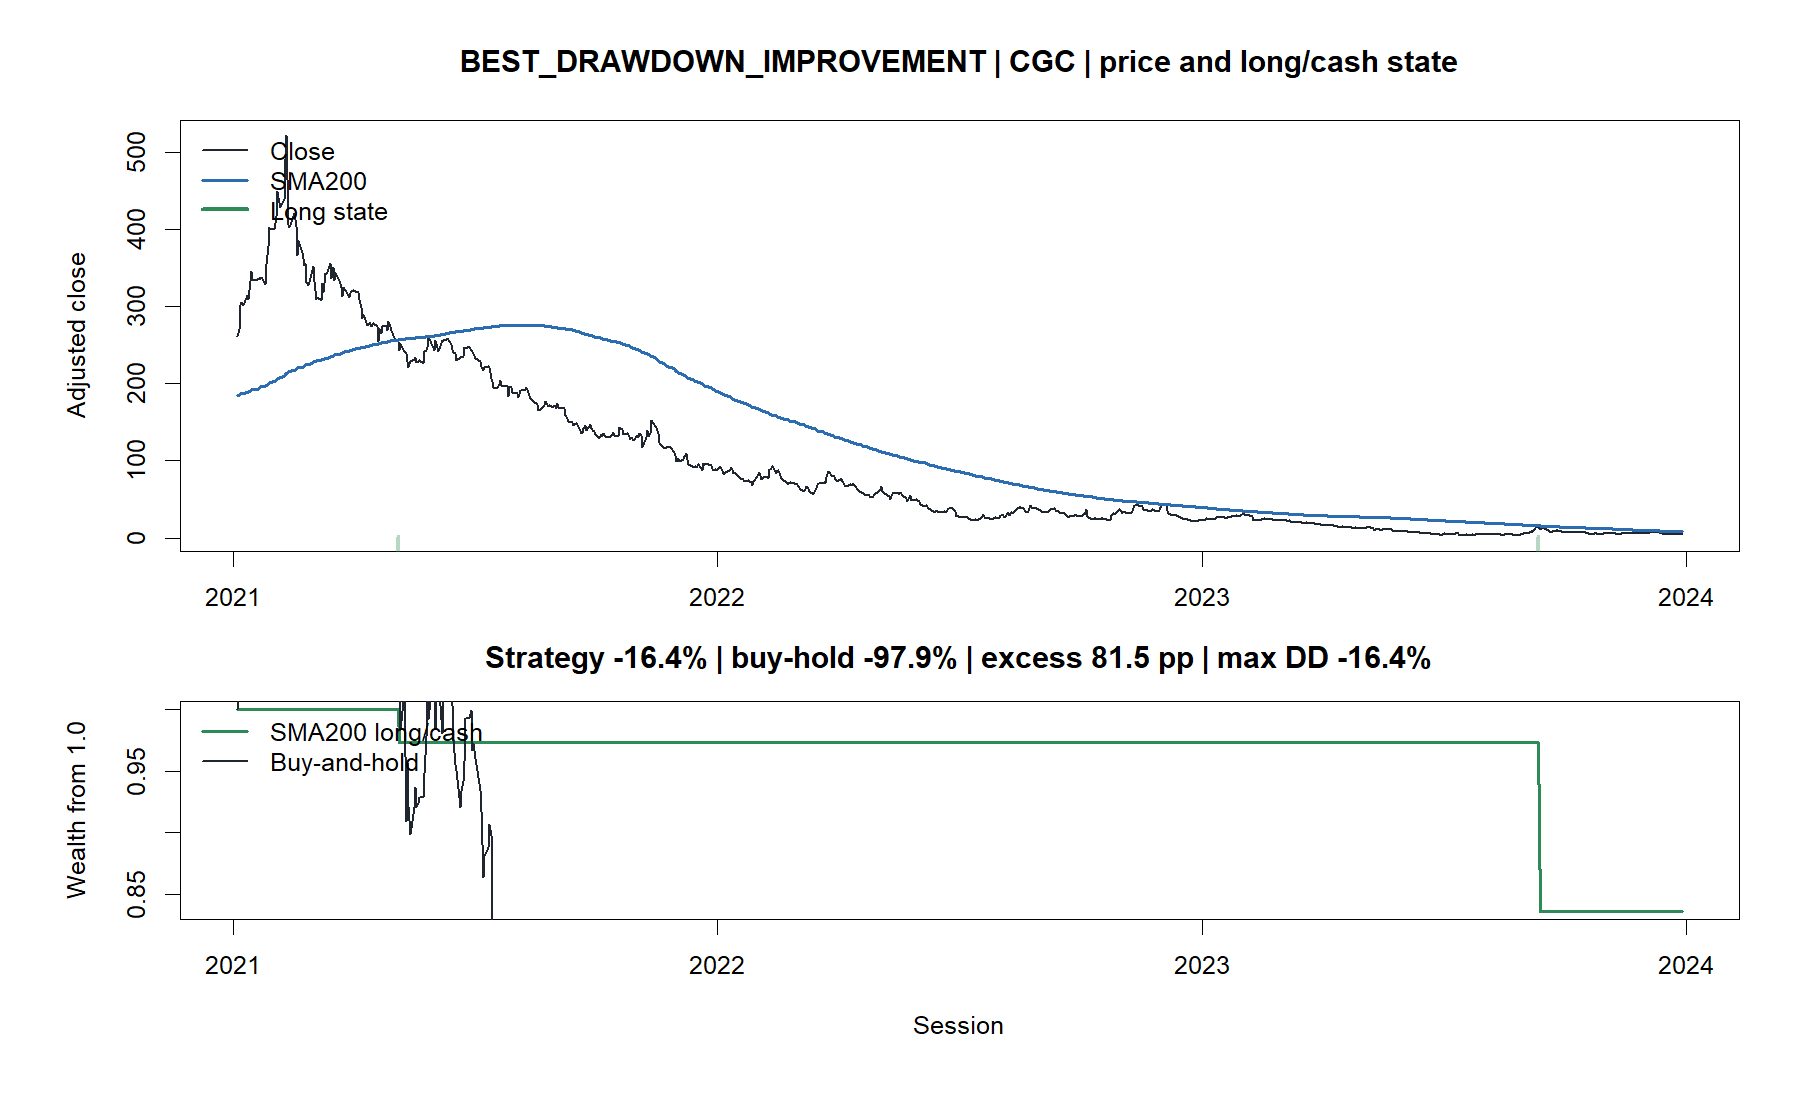 BEST_DRAWDOWN_IMPROVEMENT | CGC | price and long/cash state
Adjusted close
500
400
300
200
100
0
Close
SMA200
Long state
2021
2022
2023
2024
Strategy -16.4% | buy-hold -97.9% | excess 81.5 pp | max DD -16.4%
Wealth from 1.0
0.95
0.85
SMA200 long/cash
Buy-and-hold
2021
2022
2023
2024
Session